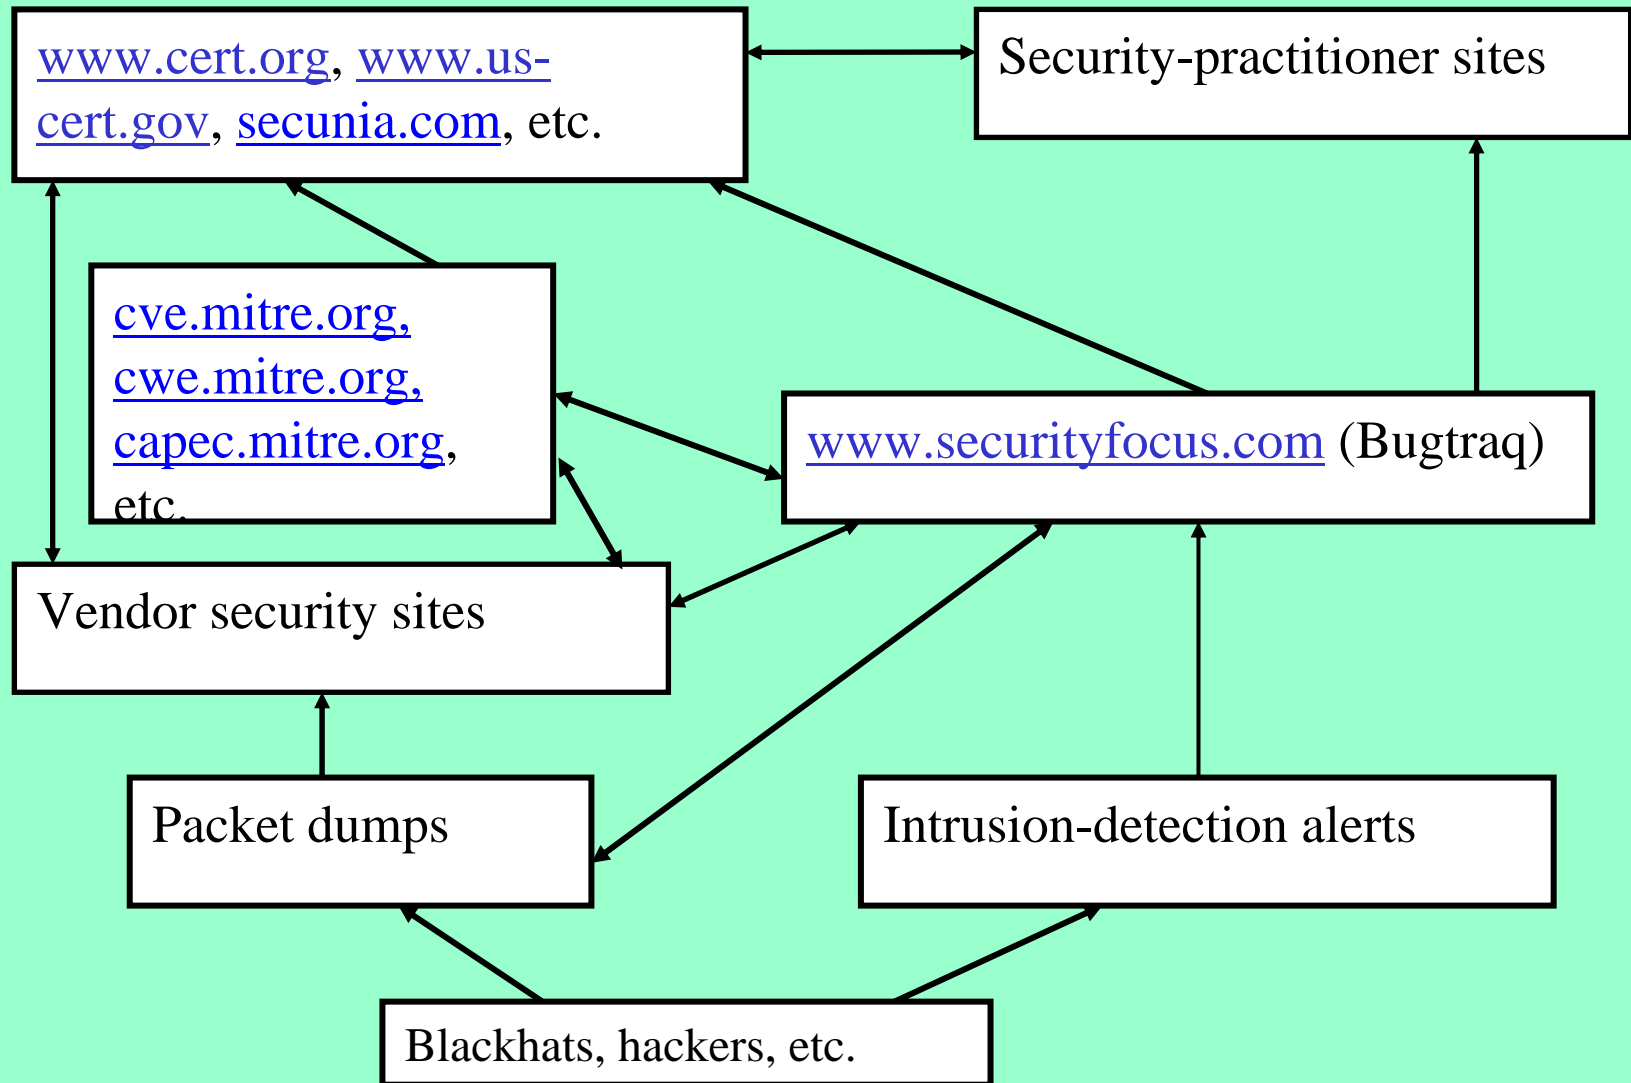 www.cert.org, www.us-
cert.gov, secunia.com, etc.
Security-practitioner sites
cve.mitre.org,
cwe.mitre.org,
capec.mitre.org,
etc.
www.securityfocus.com (Bugtraq)
Vendor security sites
Packet dumps
Intrusion-detection alerts
Blackhats, hackers, etc.